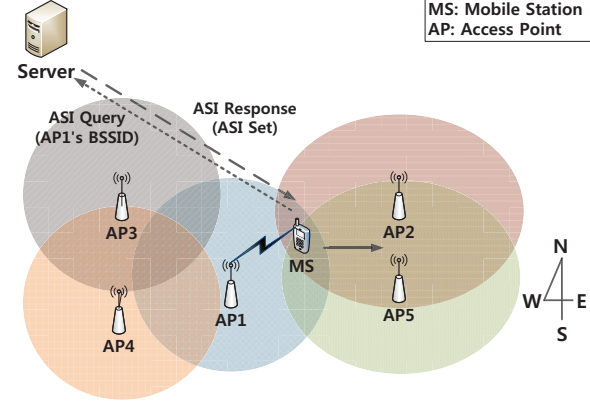 MS: Mobile Station
AP: Access Point
Server
ASI Query
(AP1's BSSID)
ASI Response
(ASI Set)
AP3
AP2
MS
AP4
AP1
AP5
N
W
E
S